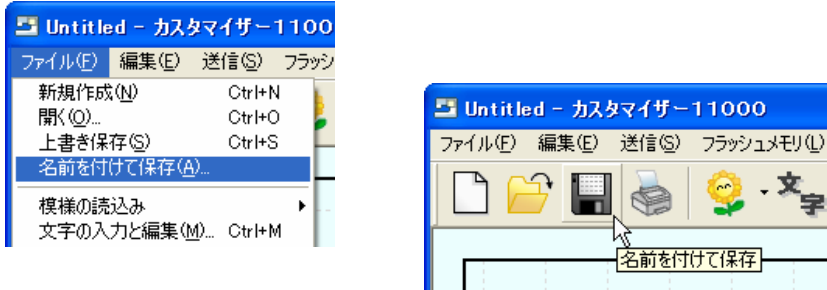 Untitled - カスタマイザー1100
ファイル(F) 編集(E) 送信(S) フラッシ
新規作成(N) Ctrl+N
開く(O)... Ctrl+O
上書き保存(S) Ctrl+S
名前を付けて保存(A)...
模様の読込み
文字の入力と編集(M)... Ctrl+M
Untitled - カスタマイザー11000
ファイル(F) 編集(E) 送信(S) フラッシュメモリ(L)
文字
名前を付けて保存